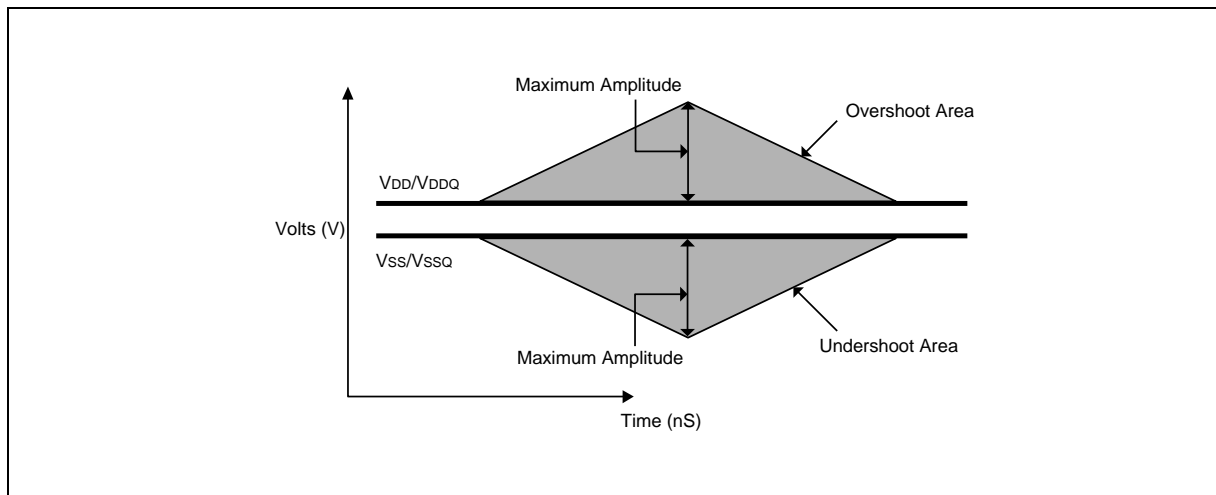 Maximum Amplitude
Overshoot Area
VDD/VDDQ
Volts (V)
VSS/VSSQ
Maximum Amplitude
Undershoot Area
Time (nS)